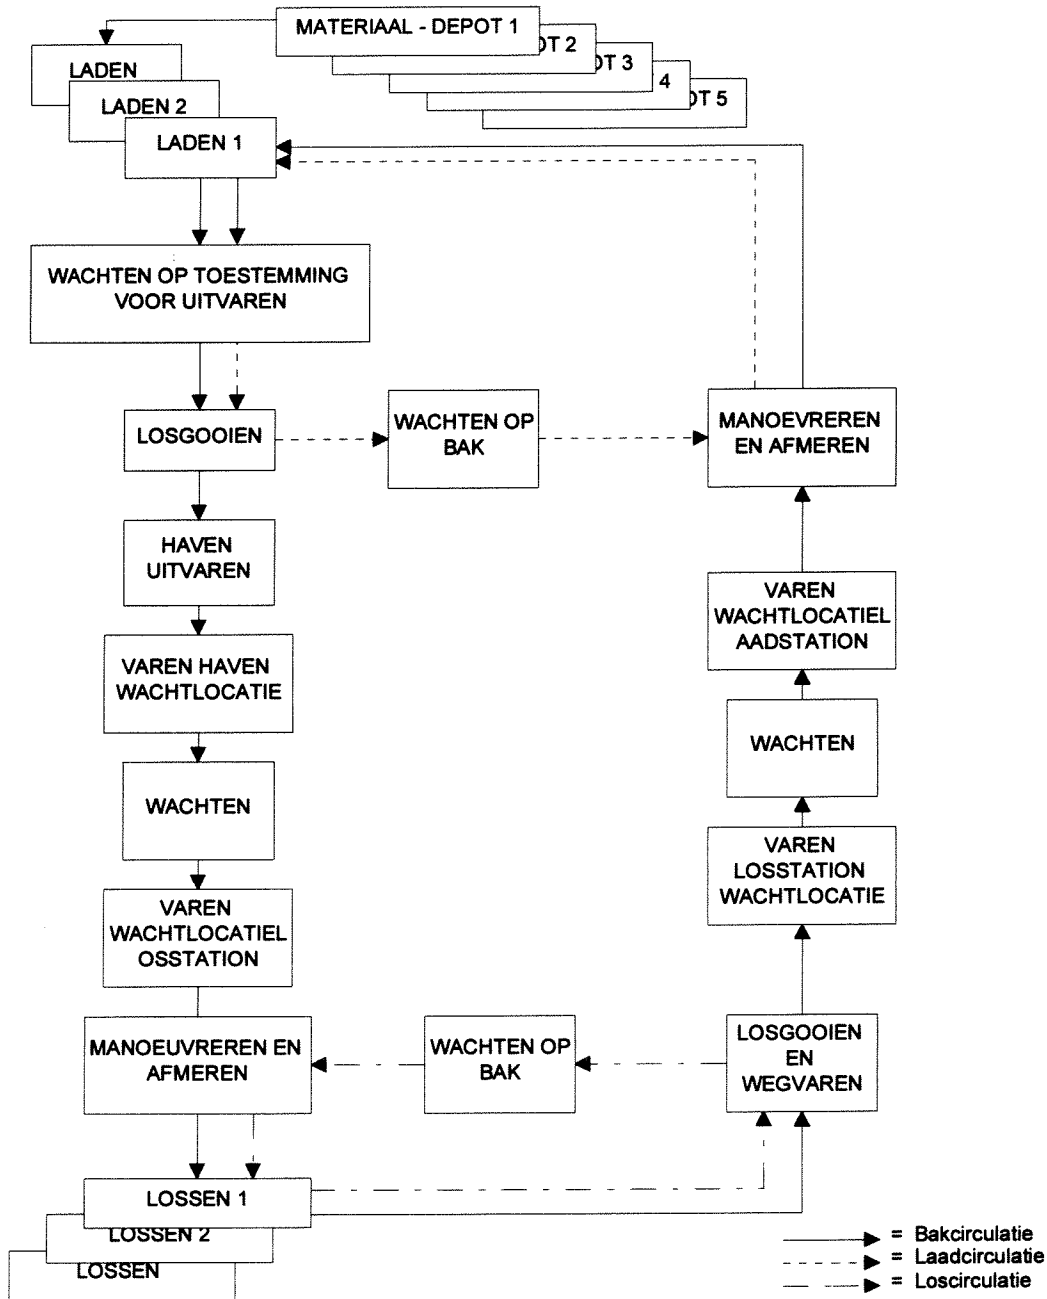 MATERIAAL - DEPOT 1
OT 2
OT 3
4
OT 5
LADEN
LADEN 2
LADEN 1
WACHTEN OP TOESTEMMING
VOOR UITVAREN
LOSGOOIEN
WACHTEN OP
BAK
MANOEVREREN
EN AFMEREN
HAVEN
UITVAREN
VAREN HAVEN
WACHTLOCATIE
WACHTEN
VAREN
WACHTLOCATIEL
OSSTATION
MANOEUVREREN EN
AFMEREN
VAREN
WACHTLOCATIEL
AADSTATION
WACHTEN
VAREN
LOSSTATION
WACHTLOCATIE
LOSGOOIEN
EN
WEGVAREN
WACHTEN OP
BAK
LOSSEN 1
LOSSEN 2
LOSSEN
= Bakcirculatie
= Laadcirculatie
= Loscirculatie